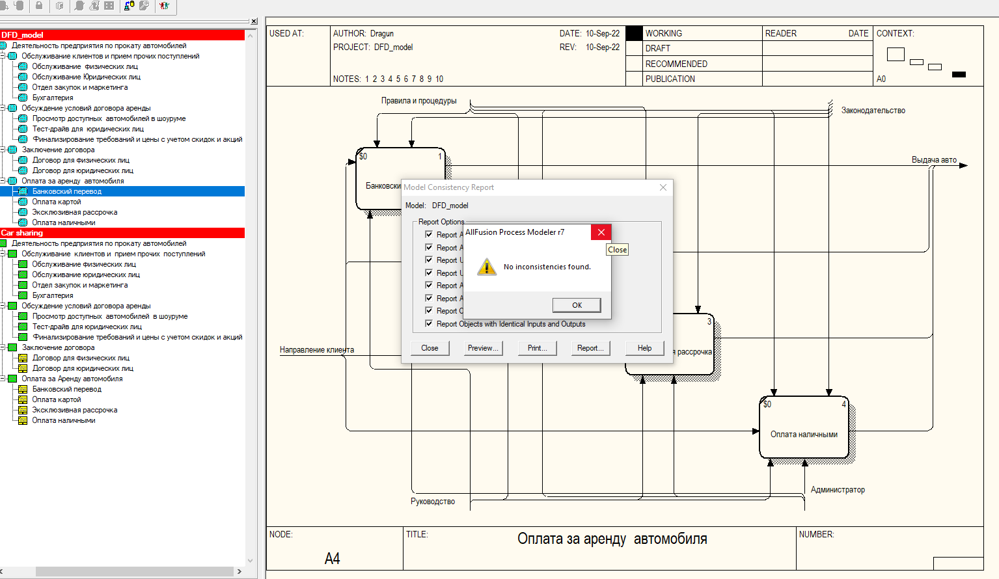 DFD_model
Деятельность предприятия по прокату автомобилей
Обслуживание клиентов и прием прочих поступлений
Обслуживание физических лиц
Обслуживание Юридических лиц
Отдел закупок и маркетинга
Бухгалтерия
Обсуждение условий договора аренды
Просмотр доступных автомобилей в шоуруме
Тест-драйв для юридических лиц
Финализирование требований и цены с учетом скидок и акций
Заключение договора
Договор для физических лиц
Договор для юридических лиц
Оплата за аренду автомобиля
Банковский перевод
Оплата картой
Эксклюзивная рассрочка
Оплата наличными
Car sharing
Деятельность предприятия по прокату автомобилей
Обслуживание клиентов и прием прочих поступлений
Обслуживание физических лиц
Обслуживание юридических лиц
Отдел закупок и маркетинга
Бухгалтерия
Обсуждение условий договора аренды
Просмотр доступных автомобилей в шоуруме
Тест-драйв для юридических лиц
Финализирование требований и цены с учетом скидок и акций
Заключение договора
Договор для физических лиц
Договор для юридических лиц
Оплата за Аренду автомобиля
Банковский перевод
Оплата картой
Эксклюзивная рассрочка
Оплата наличными
USED AT:
AUTHOR: Dragun
DATE: 10-Sep-22
PROJECT: DFD_model
REV: 10-Sep-22
NOTES: 1 2 3 4 5 6 7 8 9 10
WORKING
DRAFT
RECOMMENDED
PUBLICATION
READER DATE
CONTEXT:
A0
Правила и процедуры
Законодательство
$0 1
Банковски
Выдача авто
Model Consistency Report
Model: DFD_model
Report Options
Report A
Report A
Report U
Report U
Report A
Report A
Report C
Report Objects with Identical Inputs and Outputs
AllFusion Process Modeler r7
Close
No inconsistencies found.
OK
Close
Preview...
Print...
Report...
Help
Направление клиента
3
я рассрочка
$0 4
Оплата наличными
Руководство
Администратор
NODE:
A4
TITLE:
Оплата за аренду автомобиля
NUMBER: